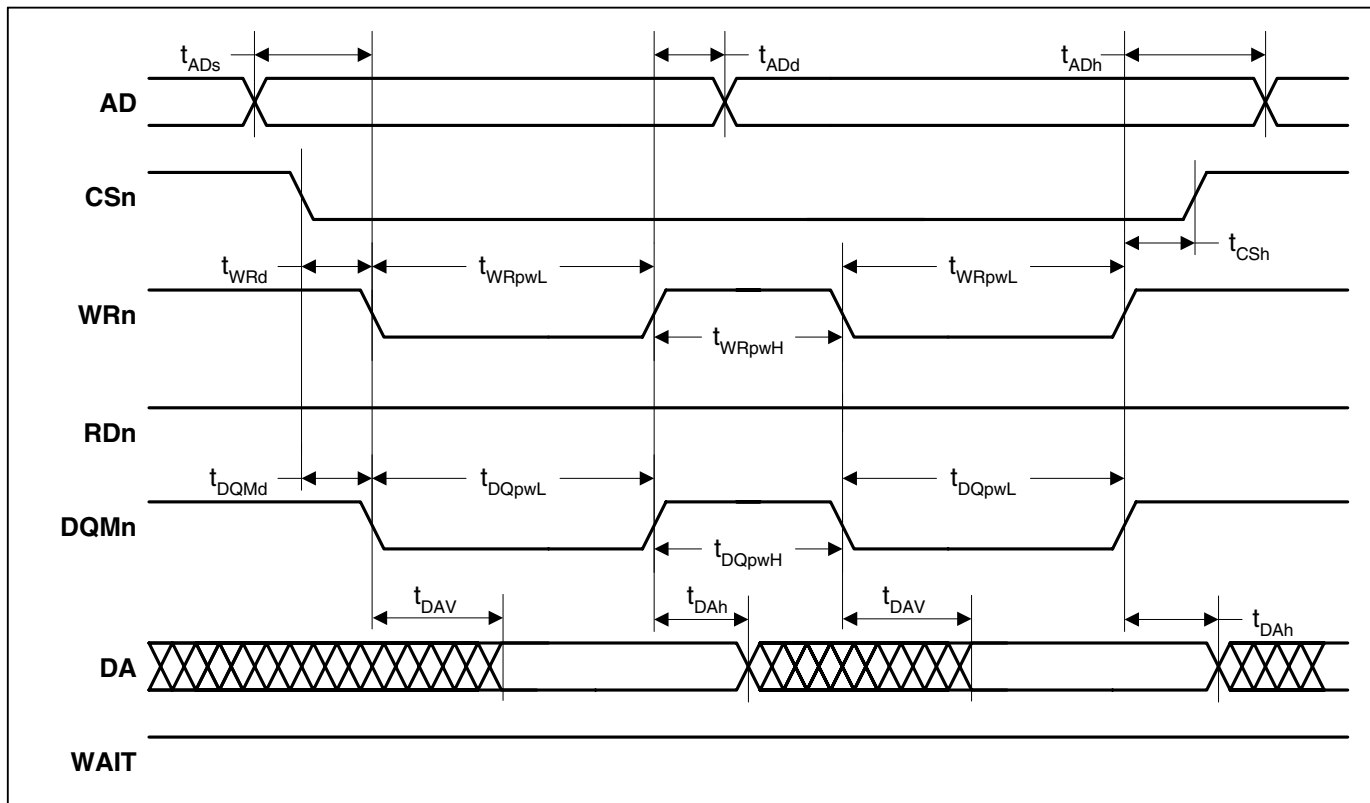 tADs tADd tADh
AD
CSn
tCSh
tWRd tWRpwL tWRpwL
WRn
tWRpwH
RDn
tDQMd tDQpwL tDQpwL
DQMn
tDQpwH
tDAV tDAh tDAV tDAh
DA
WAIT